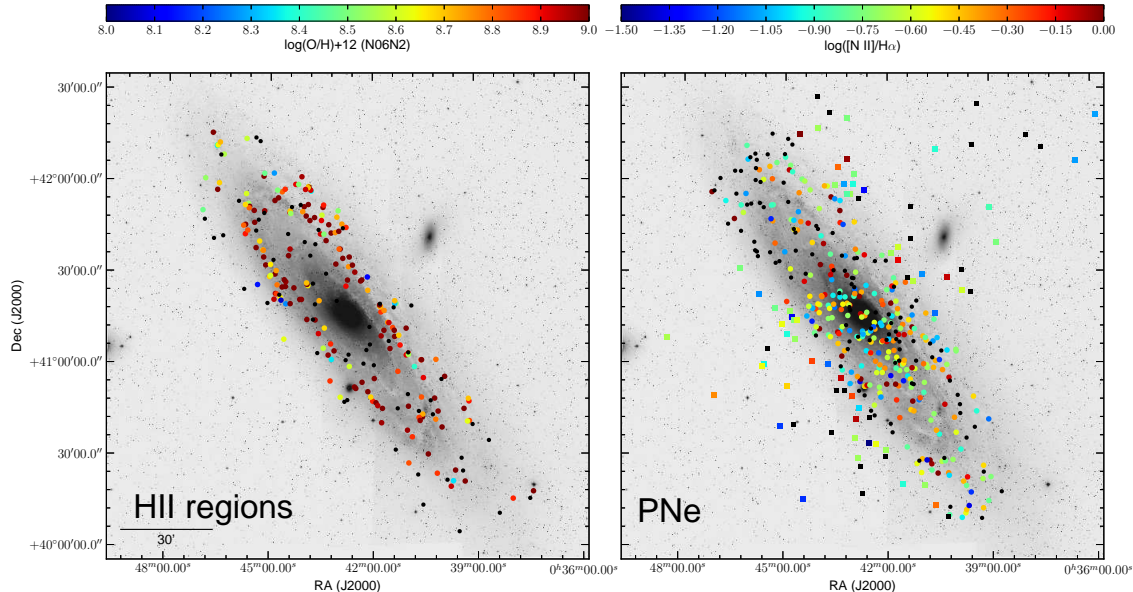 8.0 8.1 8.2 8.3 8.4 8.5 8.6 8.7 8.8 8.9 9.0
log(O/H)+12 (N06N2)
−1.50 −1.35 −1.20 −1.05 −0.90 −0.75 −0.60 −0.45 −0.30 −0.15 0.00
log([N II]/Hα)
30′00.0″
+42°00′00.0″
30′00.0″
+41°00′00.0″
30′00.0″
+40°00′00.0″
Dec (J2000)
HII regions
30'
PNe
48ᵐ00.00ˢ 45ᵐ00.00ˢ 42ᵐ00.00ˢ 39ᵐ00.00ˢ 0ʰ36ᵐ00.00ˢ
RA (J2000)
48ᵐ00.00ˢ 45ᵐ00.00ˢ 42ᵐ00.00ˢ 39ᵐ00.00ˢ 0ʰ36ᵐ00.00ˢ
RA (J2000)